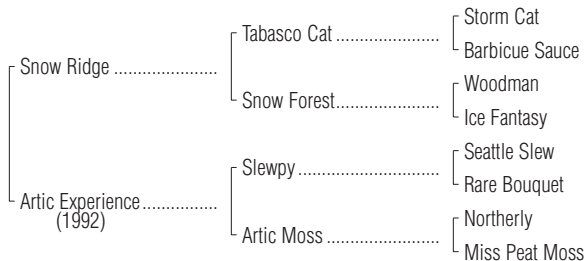 Storm Cat
Tabasco Cat ......................
Barbicue Sauce
Snow Ridge ......................
Woodman
Snow Forest......................
Ice Fantasy
Seattle Slew
Slewpy ..............................
Rare Bouquet
Artic Experience................
(1992)
Northerly
Artic Moss ........................
Miss Peat Moss